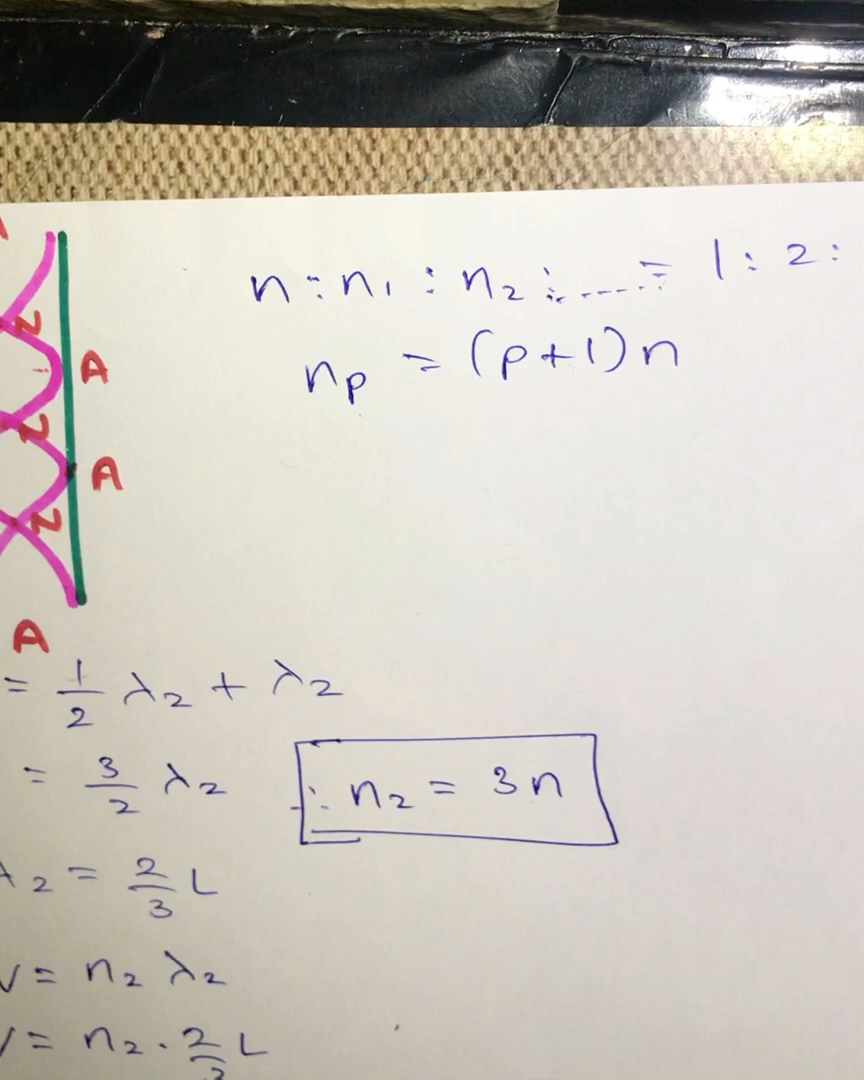 n : n₁ : n₂ : ...... = 1 : 2 :
nₚ = (p+1)n
N
A
N
A
N
A
= 1/2 λ₂ + λ₂
= 3/2 λ₂
∴ n₂ = 3n
λ₂ = 2/3 L
v = n₂ λ₂
v = n₂ . 2/3 L